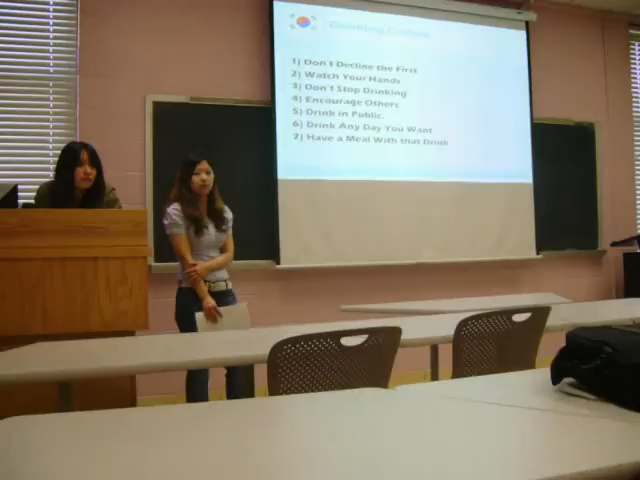 Drinking Culture
1) Don't Decline the First
2) Watch Your Hands
3) Don't Stop Drinking
4) Encourage Others
5) Drink in Public
6) Drink Any Day You Want
7) Have a Meal With that Drink